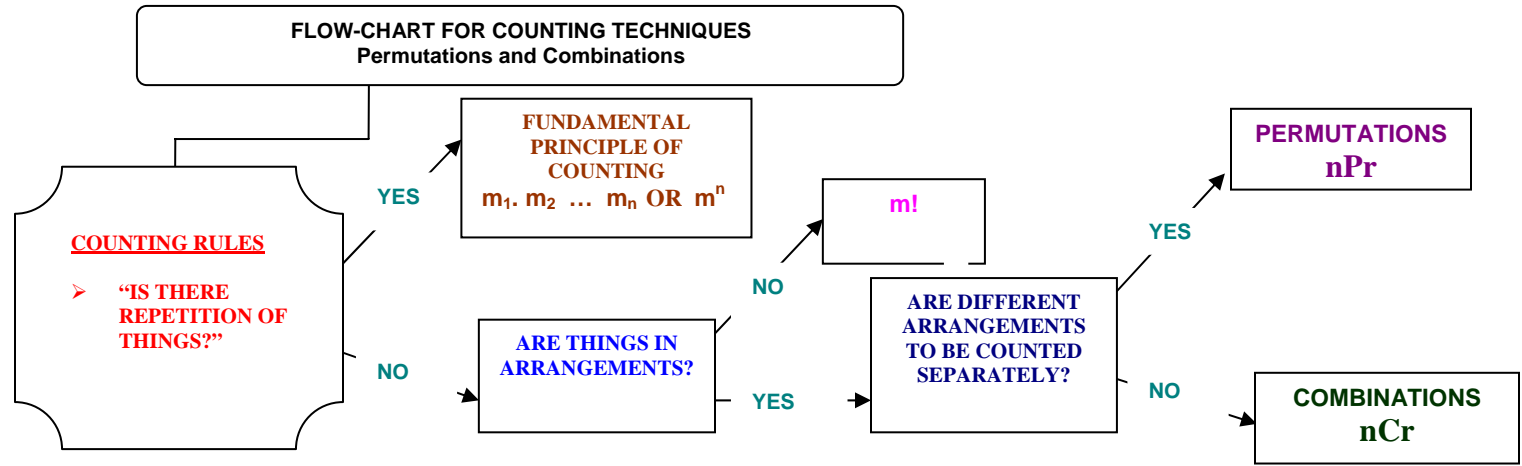 FLOW-CHART FOR COUNTING TECHNIQUES
Permutations and Combinations
COUNTING RULES
➢ “IS THERE
REPETITION OF
THINGS?”
YES
FUNDAMENTAL
PRINCIPLE OF
COUNTING
m₁. m₂ … mₙ OR mⁿ
NO
ARE THINGS IN
ARRANGEMENTS?
NO
m!
YES
ARE DIFFERENT
ARRANGEMENTS
TO BE COUNTED
SEPARATELY?
YES
PERMUTATIONS
nPr
NO
COMBINATIONS
nCr